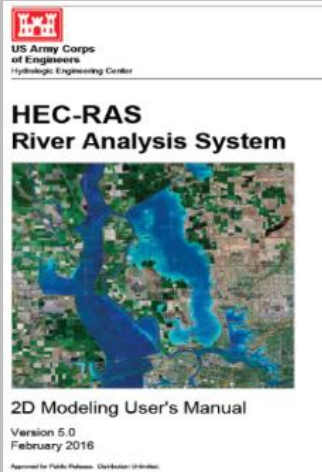 US Army Corps
of Engineers
Hydrologic Engineering Center
HEC-RAS
River Analysis System
2D Modeling User's Manual
Version 5.0
February 2016
Approved for Public Release. Distribution Unlimited.